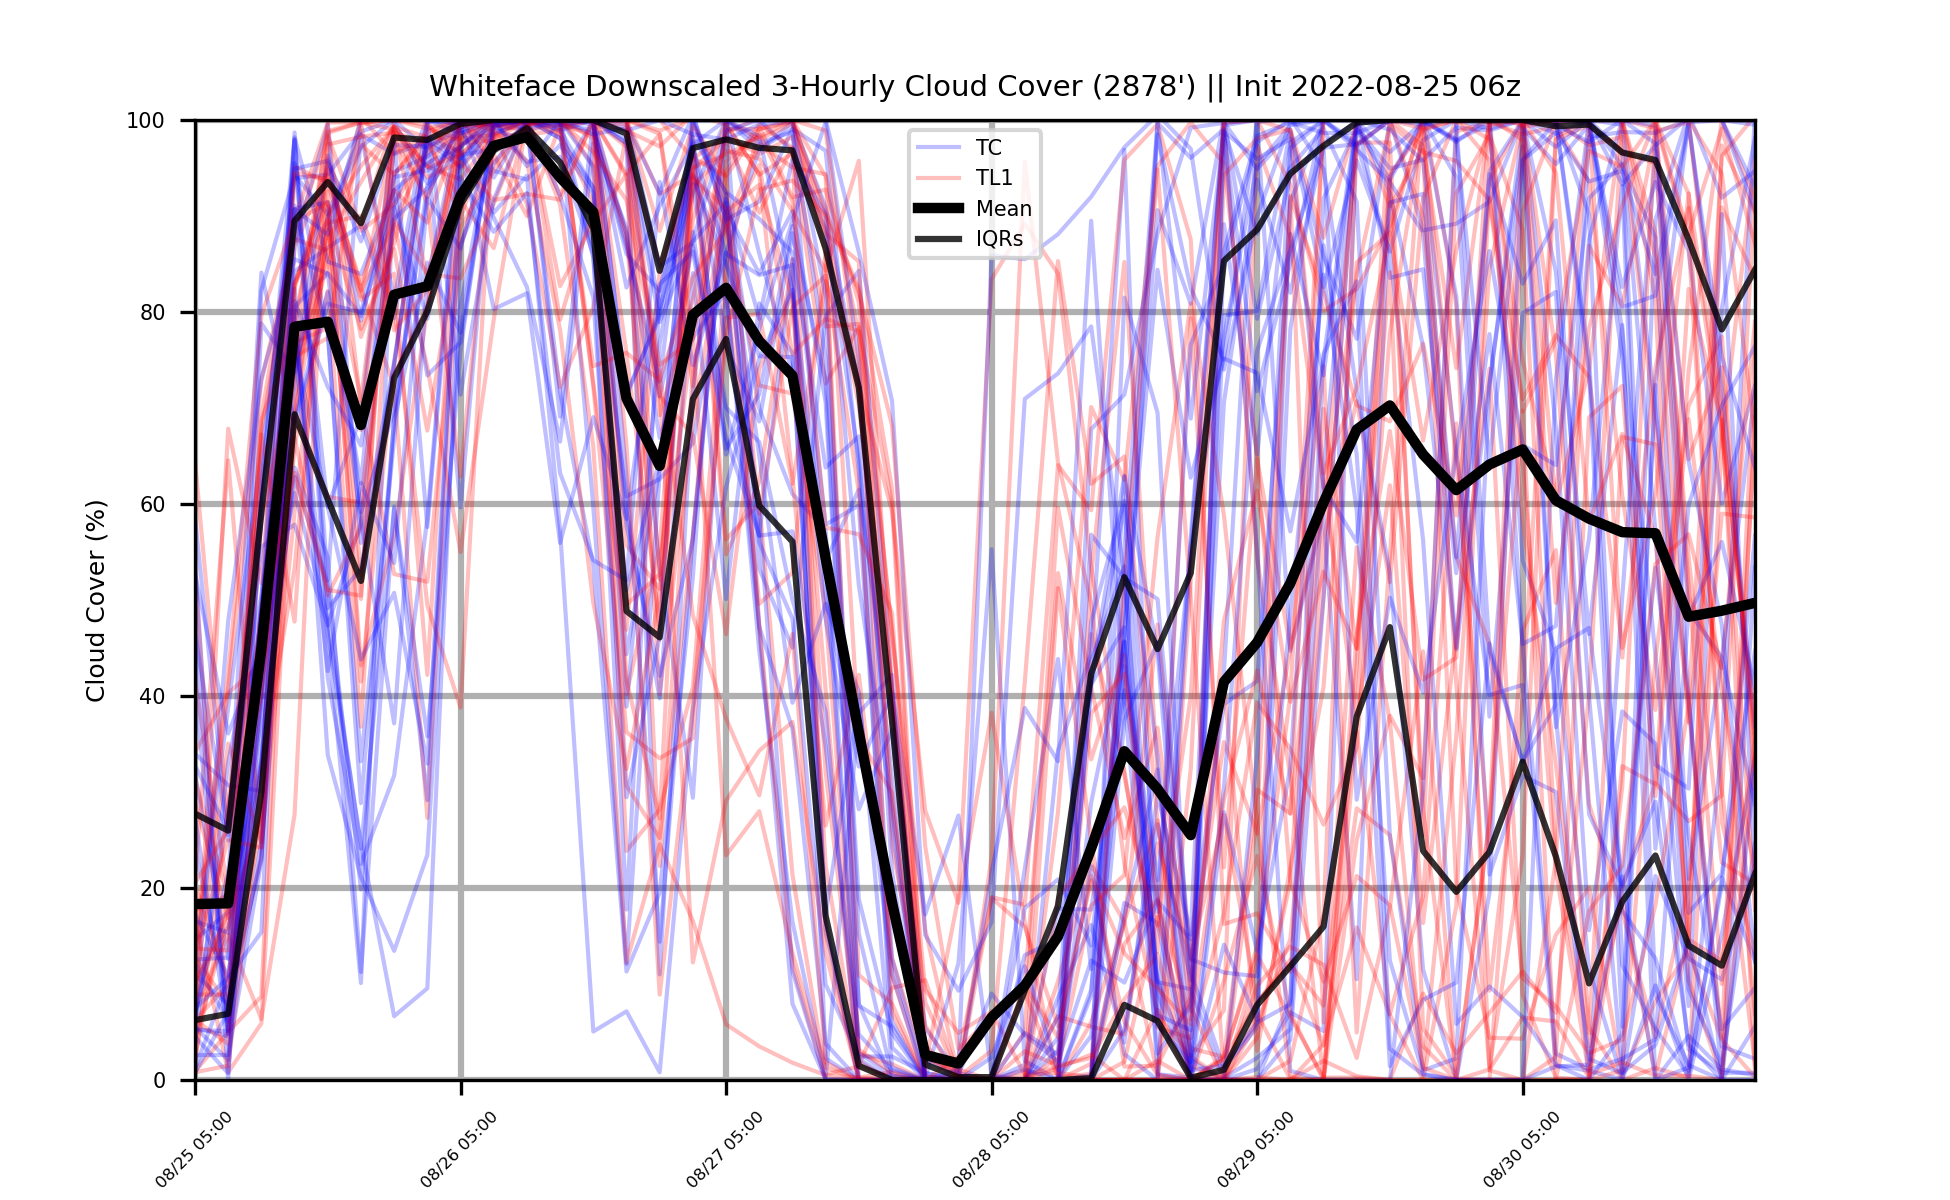 Whiteface Downscaled 3-Hourly Cloud Cover (2878') || Init 2022-08-25 06z
Cloud Cover (%)
100
80
60
40
20
0
TC
TL1
Mean
IQRs
08/25 05:00
08/26 05:00
08/27 05:00
08/28 05:00
08/29 05:00
08/30 05:00